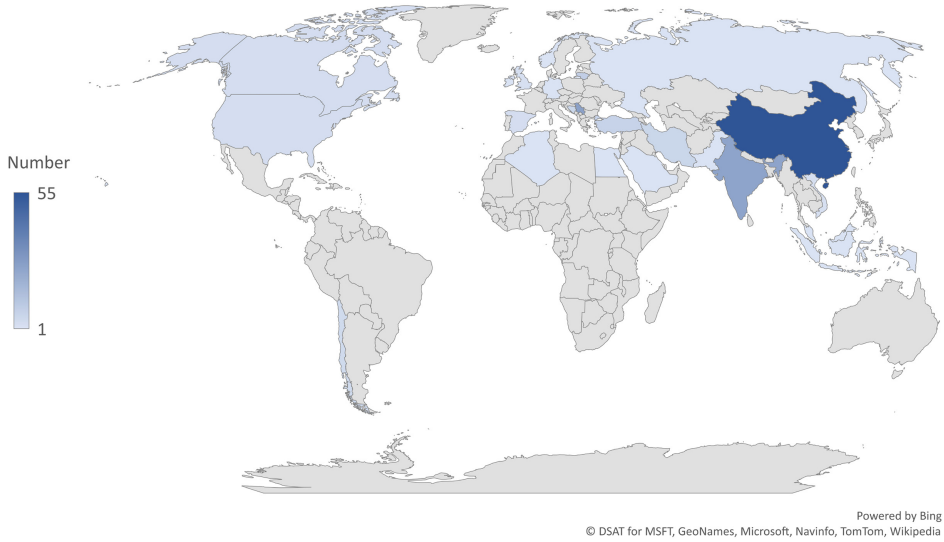 Number
55
1
Powered by Bing
© DSAT for MSFT, GeoNames, Microsoft, Navinfo, TomTom, Wikipedia